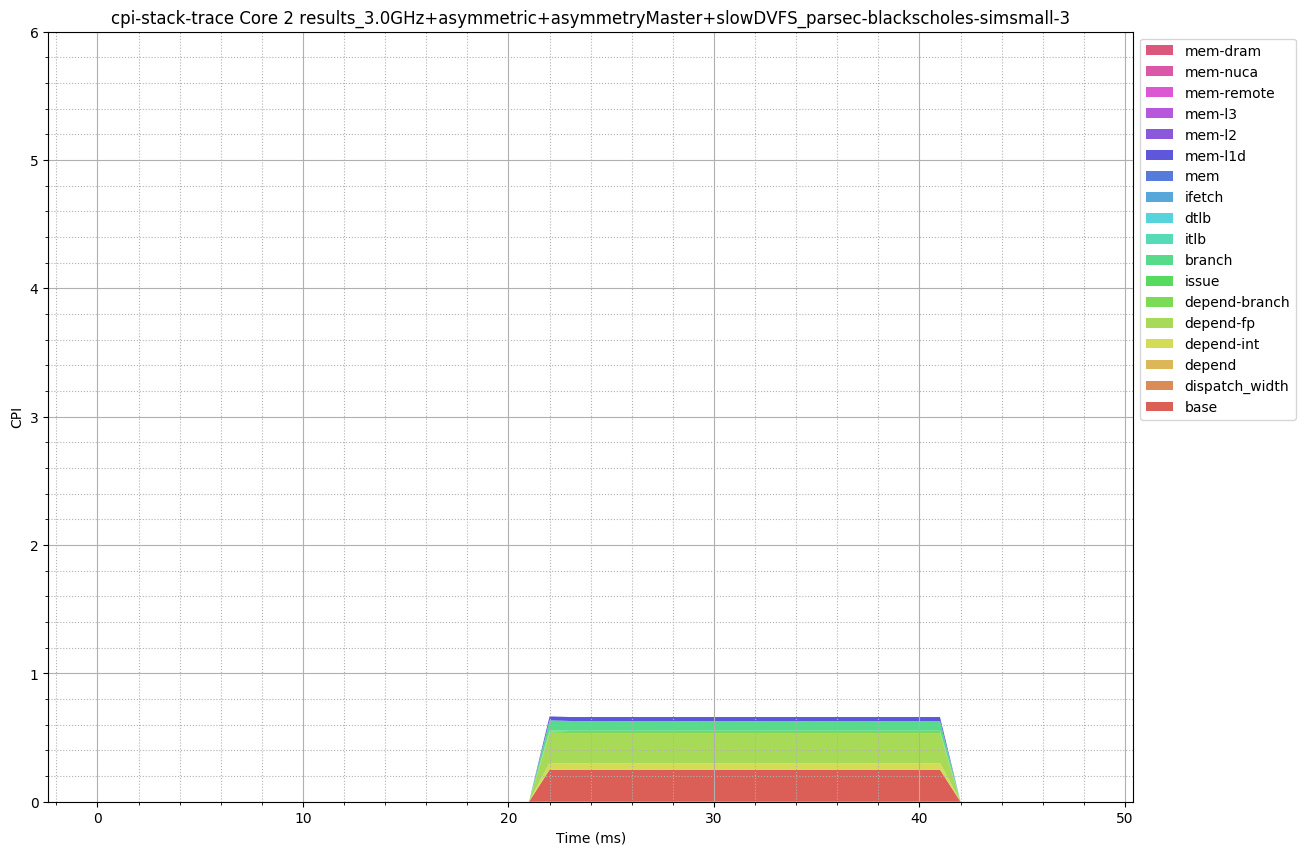 cpi-stack-trace Core 2 results_3.0GHz+asymmetric+asymmetryMaster+slowDVFS_parsec-blackscholes-simsmall-3
6
5
4
3
2
1
0
CPI
0 10 20 30 40 50
Time (ms)
mem-dram
mem-nuca
mem-remote
mem-l3
mem-l2
mem-l1d
mem
ifetch
dtlb
itlb
branch
issue
depend-branch
depend-fp
depend-int
depend
dispatch_width
base